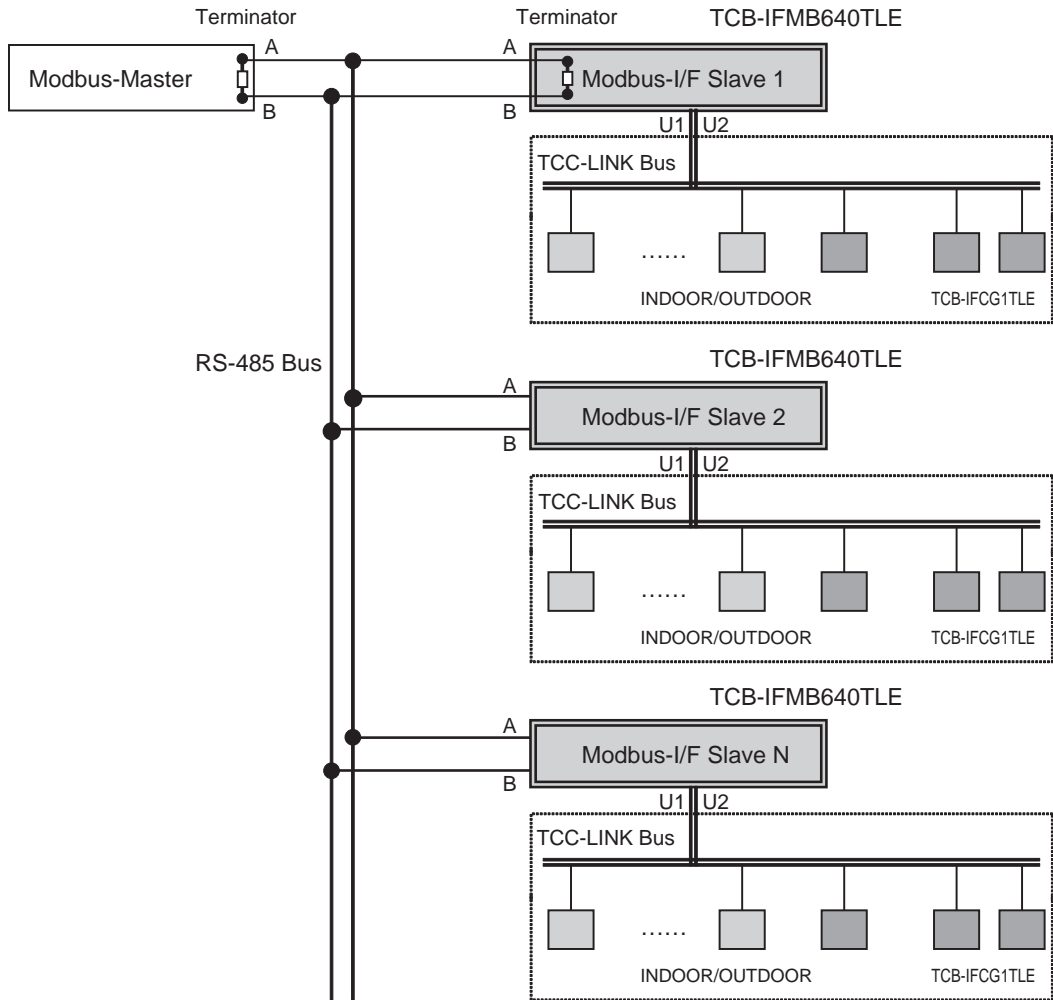 Terminator Terminator TCB-IFMB640TLE
A A
Modbus-Master Modbus-I/F Slave 1
B B
U1 U2
TCC-LINK Bus
......
INDOOR/OUTDOOR TCB-IFCG1TLE
RS-485 Bus TCB-IFMB640TLE
A
Modbus-I/F Slave 2
B
U1 U2
TCC-LINK Bus
......
INDOOR/OUTDOOR TCB-IFCG1TLE
TCB-IFMB640TLE
A
Modbus-I/F Slave N
B
U1 U2
TCC-LINK Bus
......
INDOOR/OUTDOOR TCB-IFCG1TLE